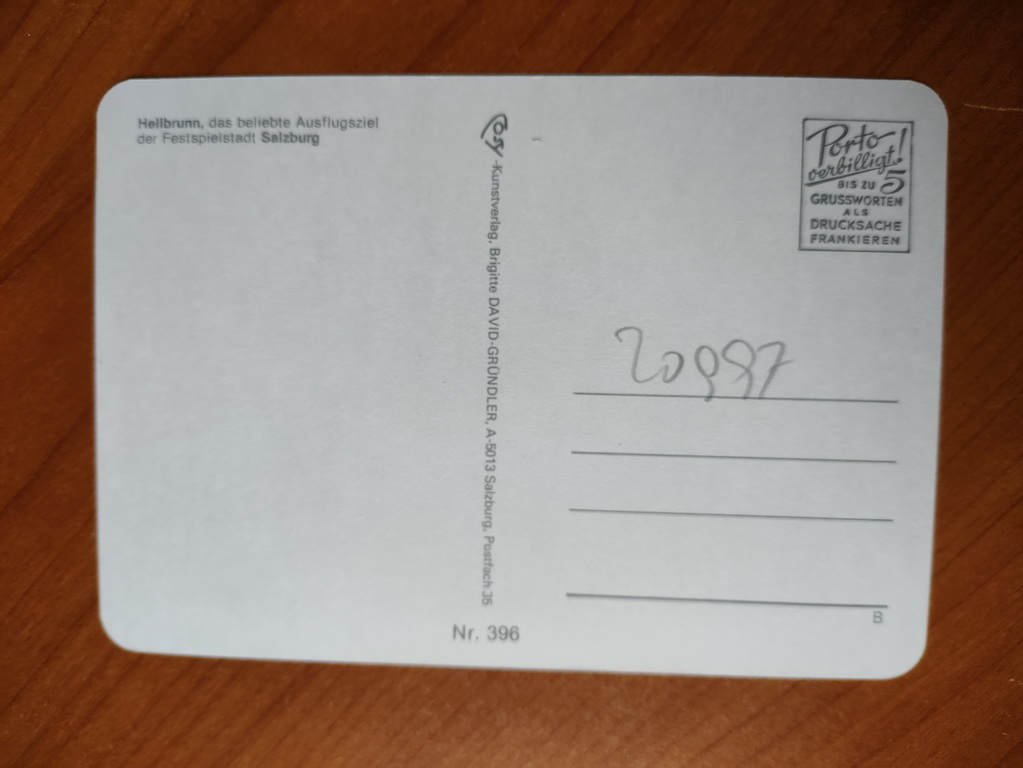 Hellbrunn, das beliebte Ausflugsziel
der Festspielstadt Salzburg
Cosy-Kunstverlag, Brigitte DAVID-GRÜNDLER, A-5013 Salzburg, Postfach 35
Nr. 396
Porto
verbilligt!
BIS ZU 5
GRUSSWORTEN
ALS
DRUCKSACHE
FRANKIEREN
20997
B